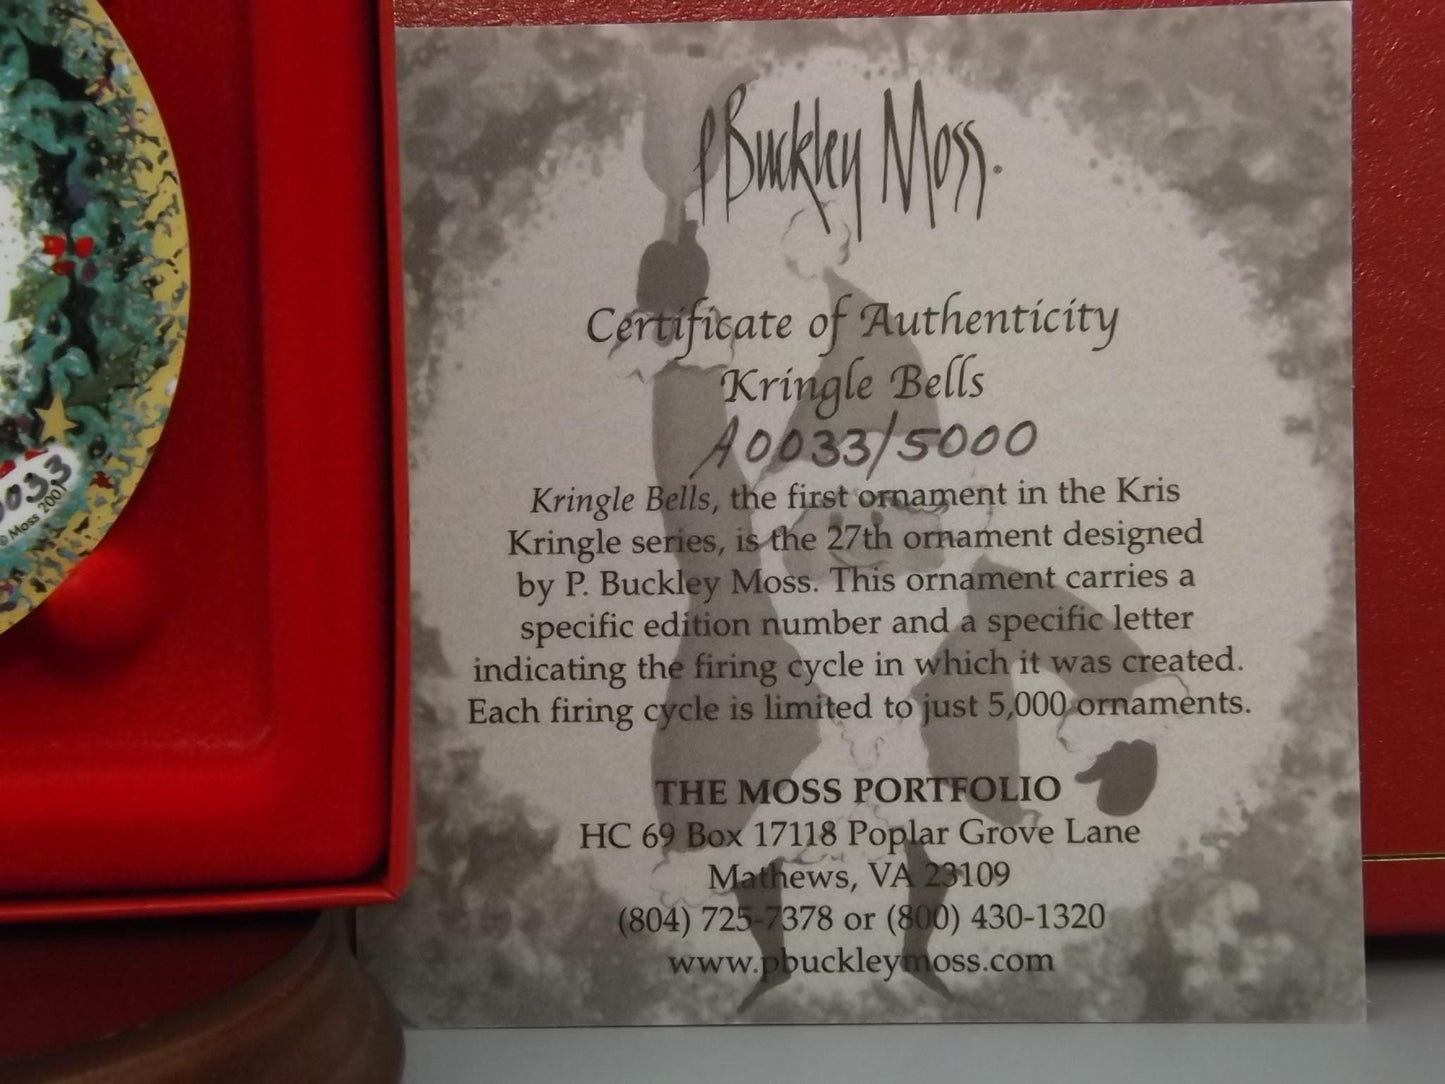 P Buckley Moss.
Certificate of Authenticity
Kringle Bells
A0033/5000
Kringle Bells, the first ornament in the Kris
Kringle series, is the 27th ornament designed
by P. Buckley Moss. This ornament carries a
specific edition number and a specific letter
indicating the firing cycle in which it was created.
Each firing cycle is limited to just 5,000 ornaments.
THE MOSS PORTFOLIO
HC 69 Box 17118 Poplar Grove Lane
Mathews, VA 23109
(804) 725-7378 or (800) 430-1320
www.pbuckleymoss.com
0033
© Moss 2001